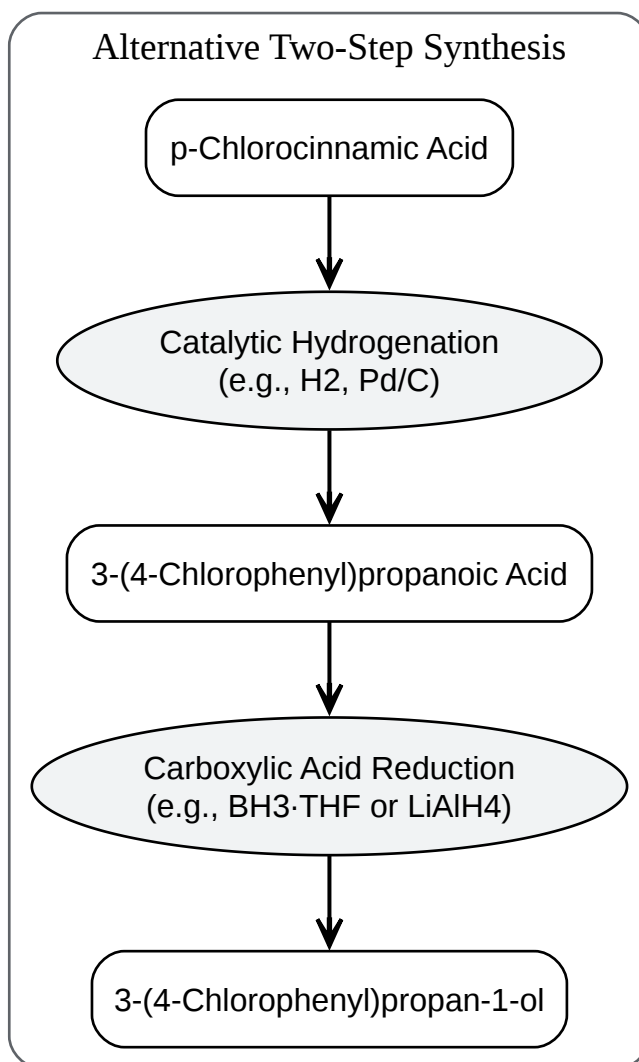 Alternative Two-Step Synthesis
p-Chlorocinnamic Acid
Catalytic Hydrogenation
(e.g., H2, Pd/C)
3-(4-Chlorophenyl)propanoic Acid
Carboxylic Acid Reduction
(e.g., BH3·THF or LiAlH4)
3-(4-Chlorophenyl)propan-1-ol